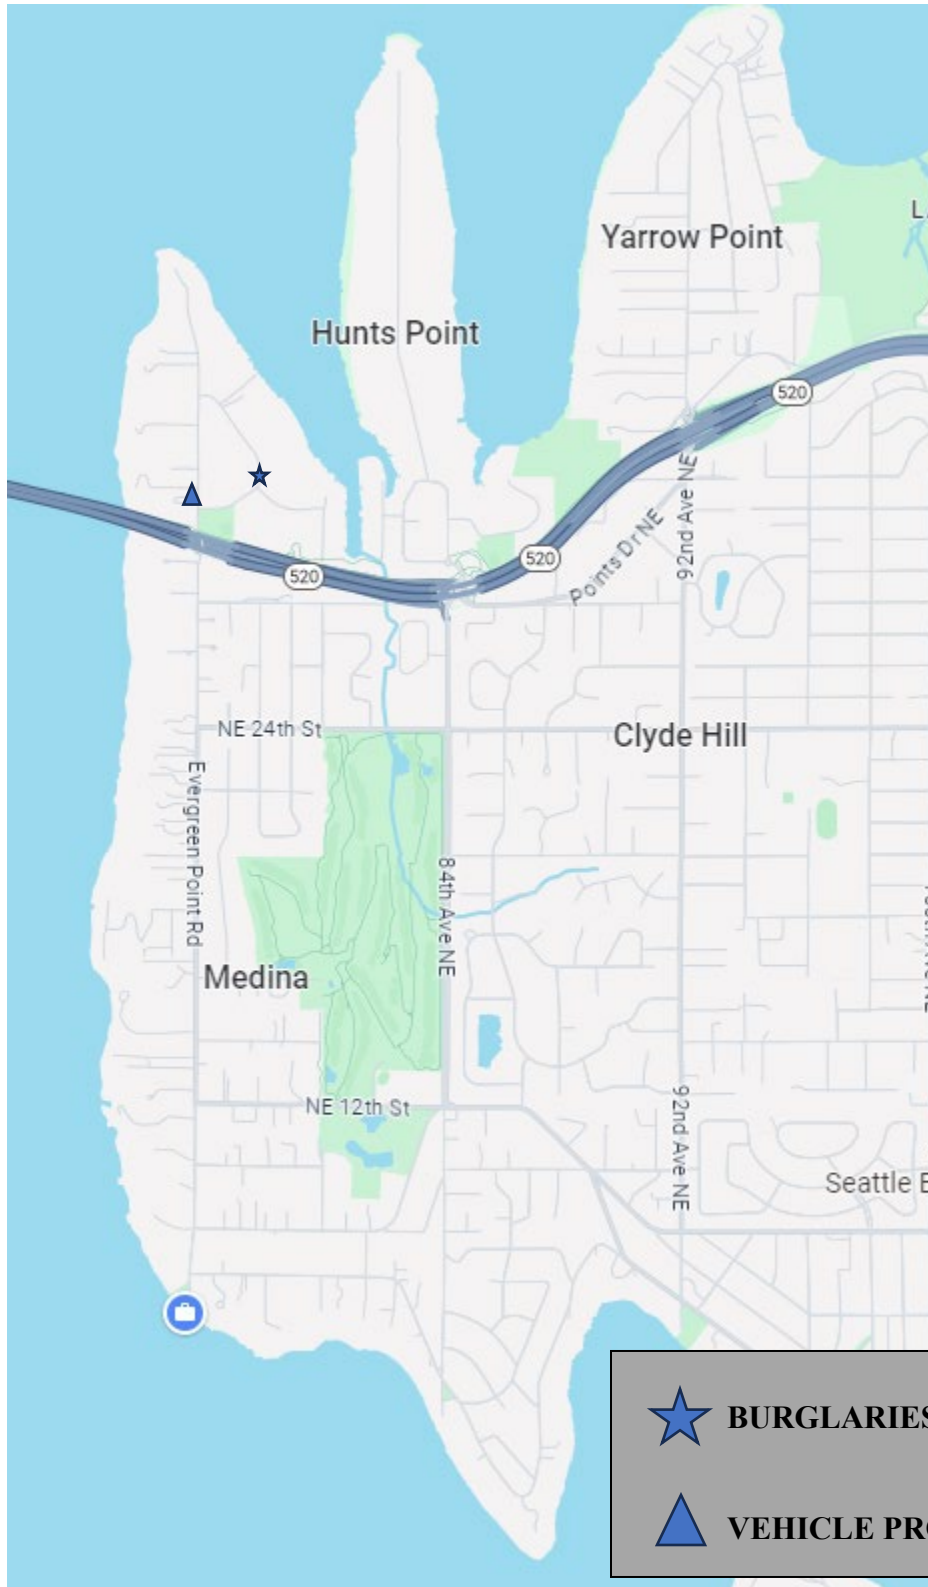 L
Yarrow Point
Hunts Point
520
92nd Ave NE
520
Points Dr NE
520
NE 24th St
Clyde Hill
Evergreen Point Rd
84th Ave NE
Medina
NE 12th St
92nd Ave NE
Seattle
BURGLARIES
VEHICLE